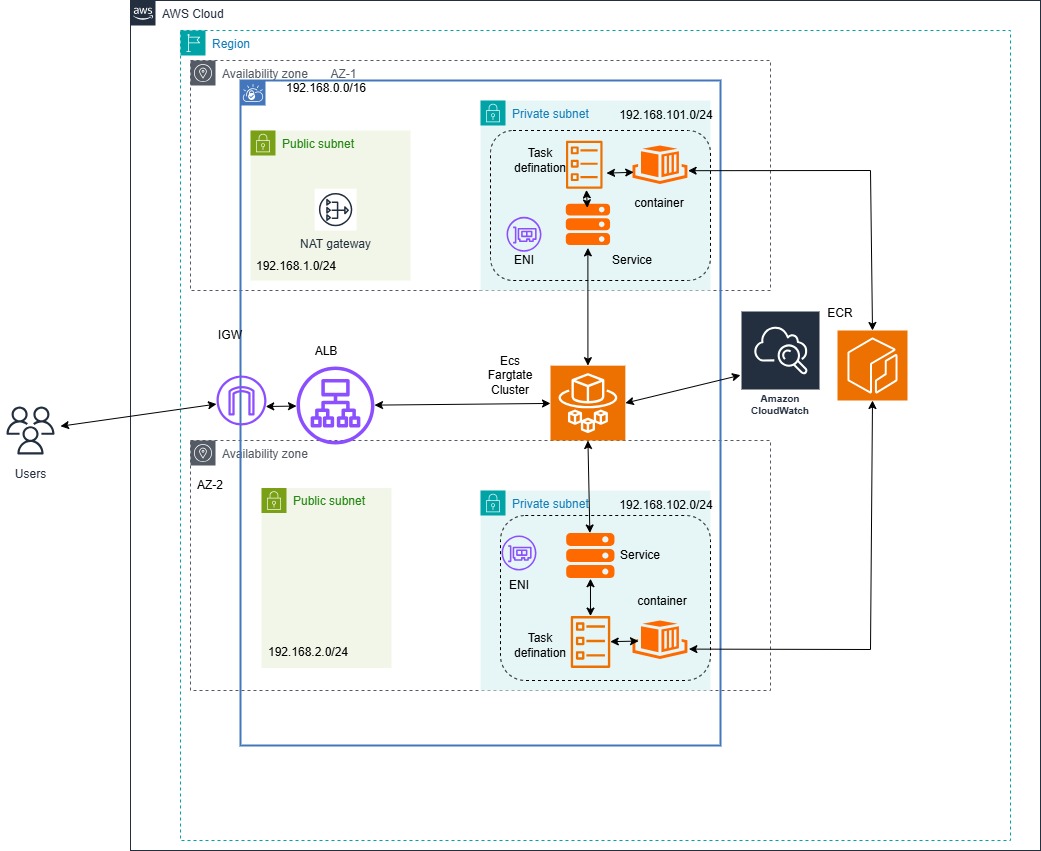 aws
AWS Cloud
Region
Availability zone AZ-1
192.168.0.0/16
Private subnet 192.168.101.0/24
Public subnet
Task
defination
container
NAT gateway
192.168.1.0/24
ENI
Service
IGW
ALB
Ecs
Fargtate
Cluster
ECR
Amazon
CloudWatch
Users
Availability zone
AZ-2
Public subnet
Private subnet 192.168.102.0/24
Service
ENI
container
Task
defination
192.168.2.0/24